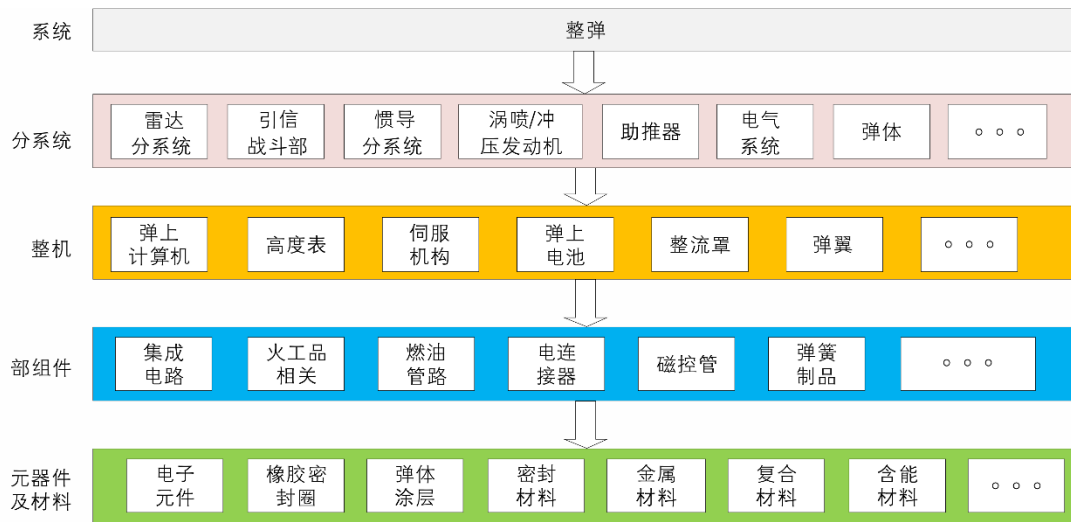 系统
整弹
分系统
雷达
分系统
引信
战斗部
惯导
分系统
涡喷/冲
压发动机
助推器
电气
系统
弹体
。。。
整机
弹上
计算机
高度表
伺服
机构
弹上
电池
整流罩
弹翼
。。。
部组件
集成
电路
火工品
相关
燃油
管路
电连
接器
磁控管
弹簧
制品
。。。
元器件
及材料
电子
元件
橡胶密
封圈
弹体
涂层
密封
材料
金属
材料
复合
材料
含能
材料
。。。